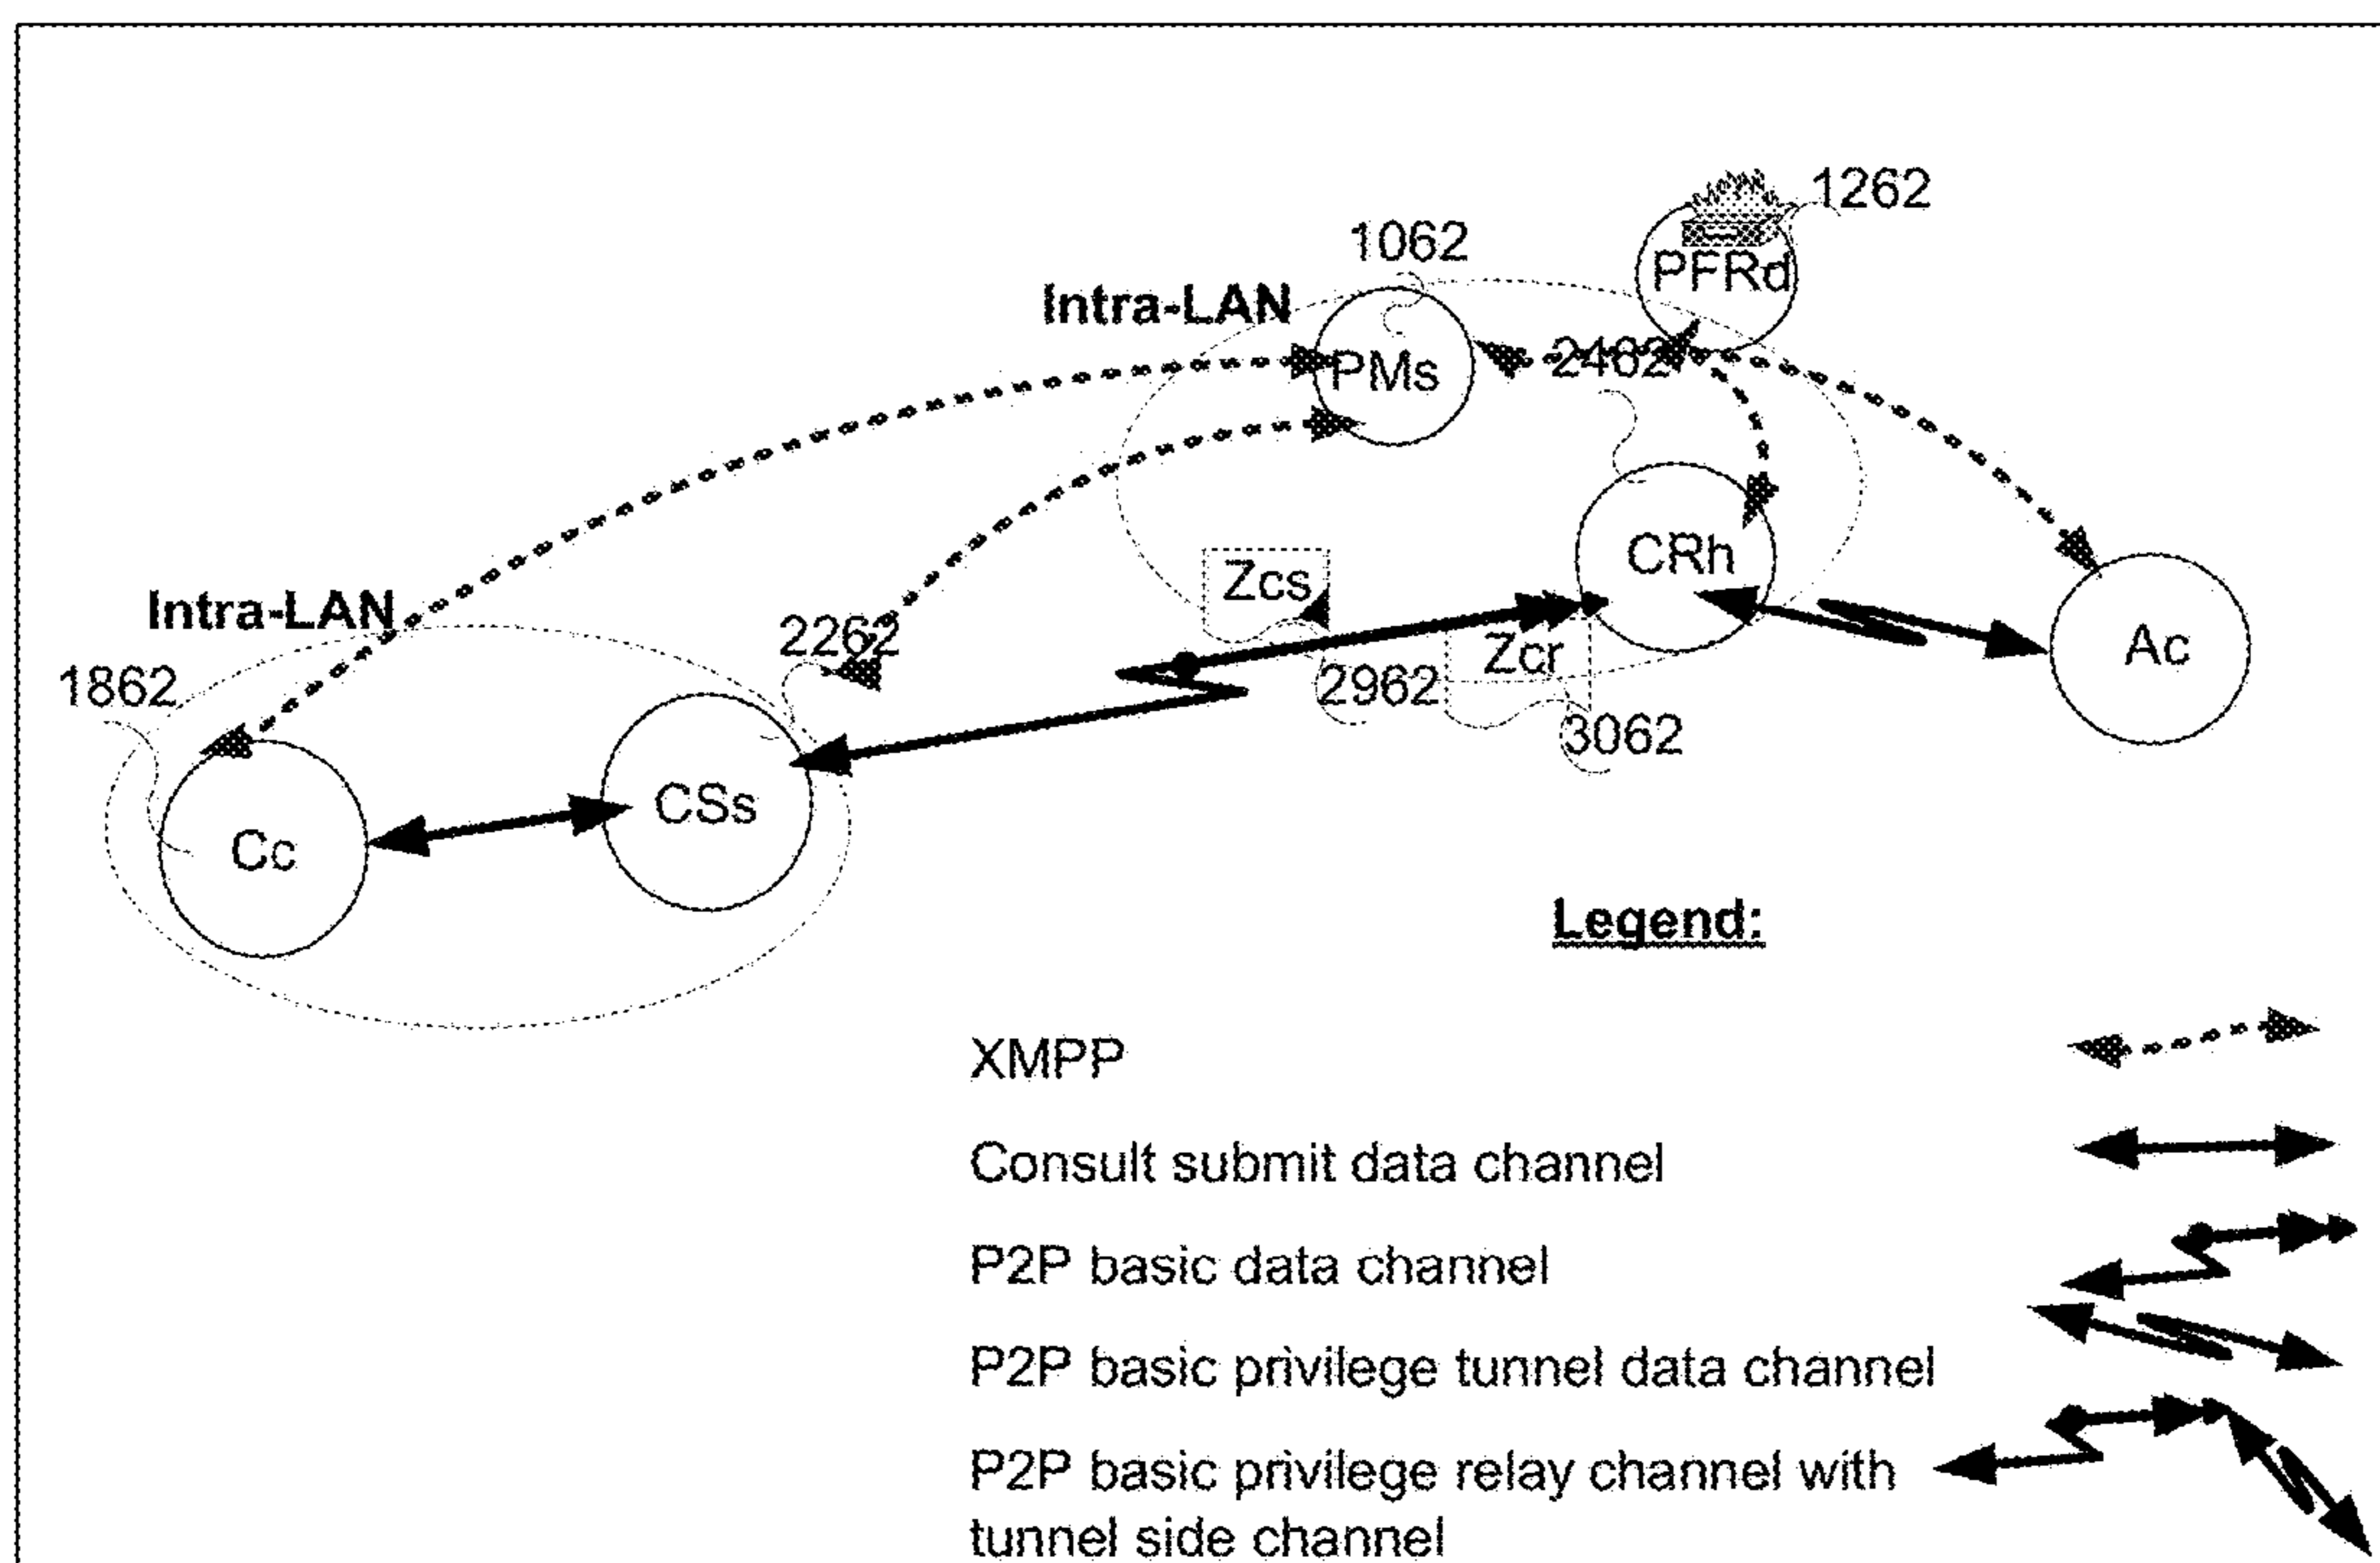 1262
1062
PFRd
Intra-LAN
PMs
2462
CRh
Zcs
Intra-LAN
2262
Zcr
Ac
1862
2962
3062
CSs
Cc
Legend:
XMPP
Consult submit data channel
P2P basic data channel
P2P basic privilege tunnel data channel
P2P basic privilege relay channel with
tunnel side channel